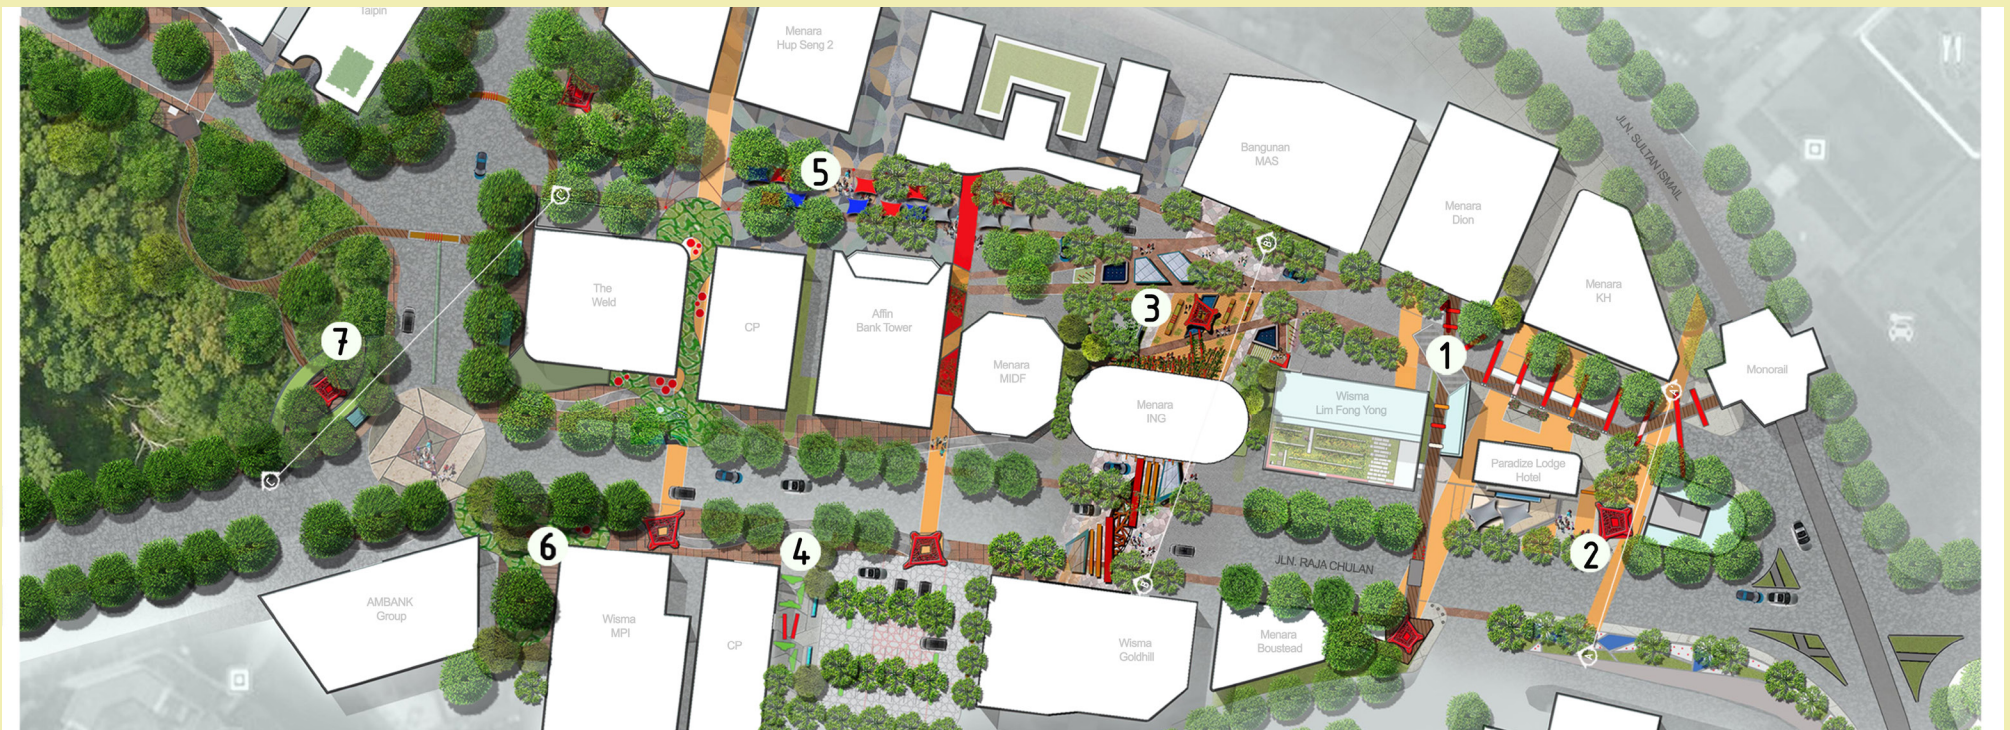 Taipin
Menara
Hup Seng 2
Bangunan
MAS
Menara
Dion
Menara
KH
JLN. SULTAN ISMAIL
Monorail
The
Weld
CP
Affin
Bank Tower
Menara
MIDF
Menara
ING
Wisma
Lim Fong Yong
Paradize Lodge
Hotel
JLN. RAJA CHULAN
AMBANK
Group
Wisma
MPI
CP
Wisma
Goldhill
Menara
Boustead
5
3
1
7
6
4
2
C
C
B
B
A
A